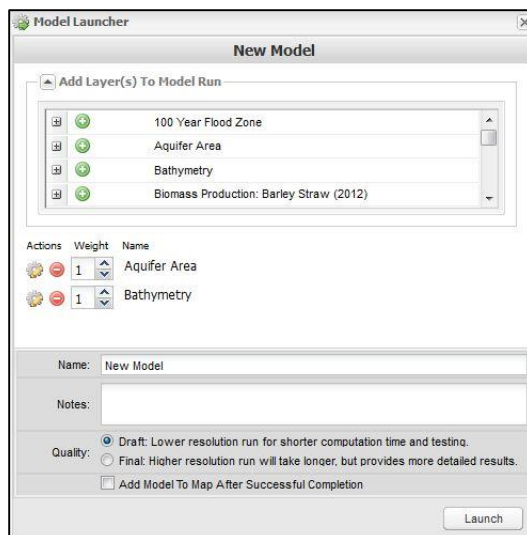 Model Launcher
New Model
Add Layer(s) To Model Run
100 Year Flood Zone
Aquifer Area
Bathymetry
Biomass Production: Barley Straw (2012)
Actions Weight Name
1 Aquifer Area
1 Bathymetry
Name: New Model
Notes:
Quality: Draft: Lower resolution run for shorter computation time and testing.
Final: Higher resolution run will take longer, but provides more detailed results.
Add Model To Map After Successful Completion
Launch